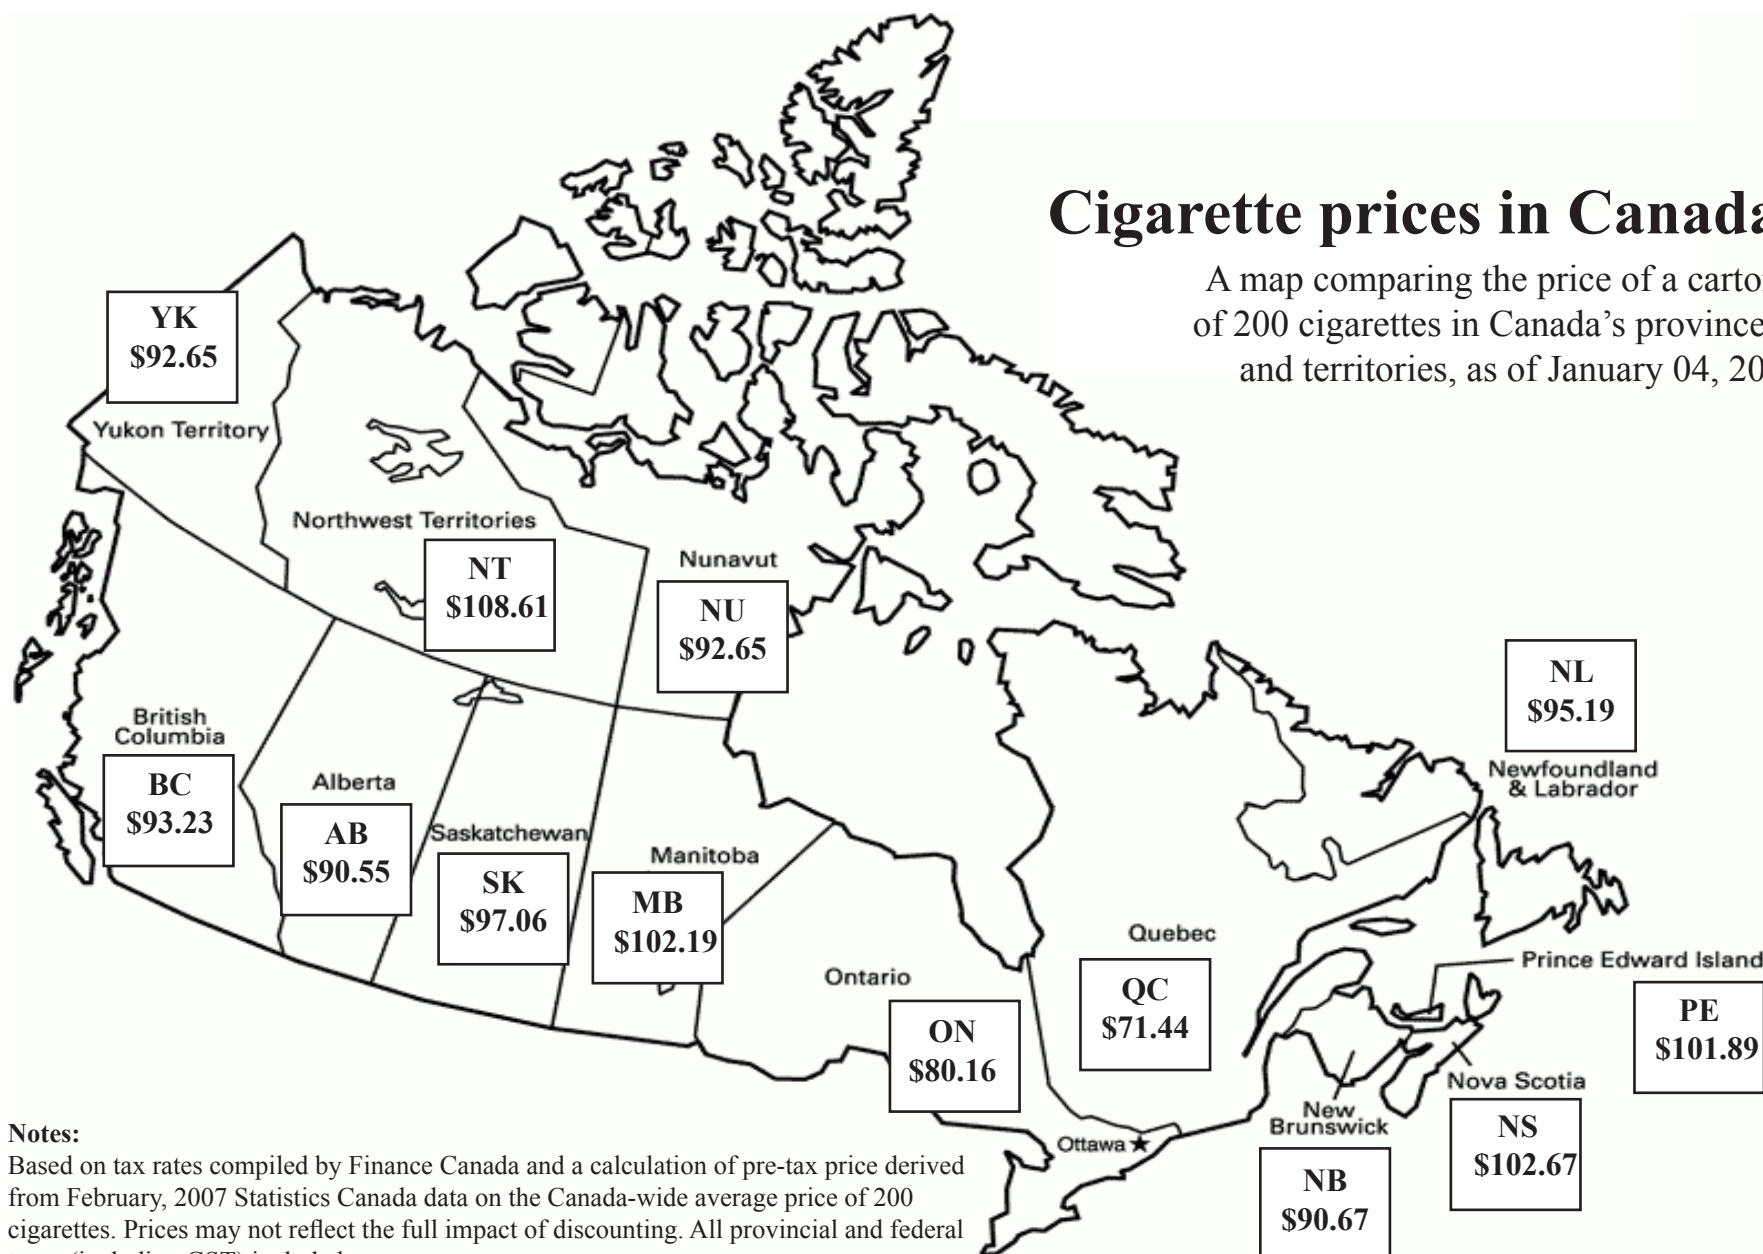 Cigarette prices in Canada
A map comparing the price of a carto
of 200 cigarettes in Canada’s province
and territories, as of January 04, 20
YK
$92.65
Yukon Territory
Northwest Territories
NT
$108.61
Nunavut
NU
$92.65
NL
$95.19
Newfoundland
& Labrador
British
Columbia
BC
$93.23
Alberta
AB
$90.55
Saskatchewan
SK
$97.06
Manitoba
MB
$102.19
Ontario
ON
$80.16
Quebec
QC
$71.44
Prince Edward Island
PE
$101.89
Nova Scotia
NS
$102.67
New
Brunswick
NB
$90.67
Ottawa
Notes:
Based on tax rates compiled by Finance Canada and a calculation of pre-tax price derived
from February, 2007 Statistics Canada data on the Canada-wide average price of 200
cigarettes. Prices may not reflect the full impact of discounting. All provincial and federal